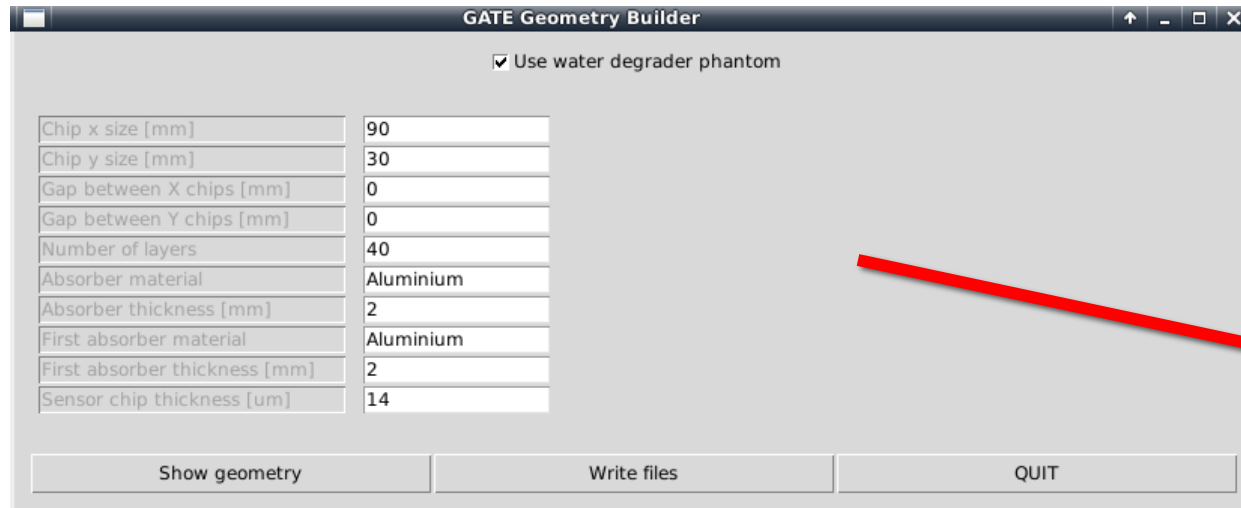 GATE Geometry Builder
Use water degrader phantom
Chip x size [mm] 90
Chip y size [mm] 30
Gap between X chips [mm] 0
Gap between Y chips [mm] 0
Number of layers 40
Absorber material Aluminium
Absorber thickness [mm] 2
First absorber material Aluminium
First absorber thickness [mm] 2
Sensor chip thickness [um] 14
Show geometry Write files QUIT